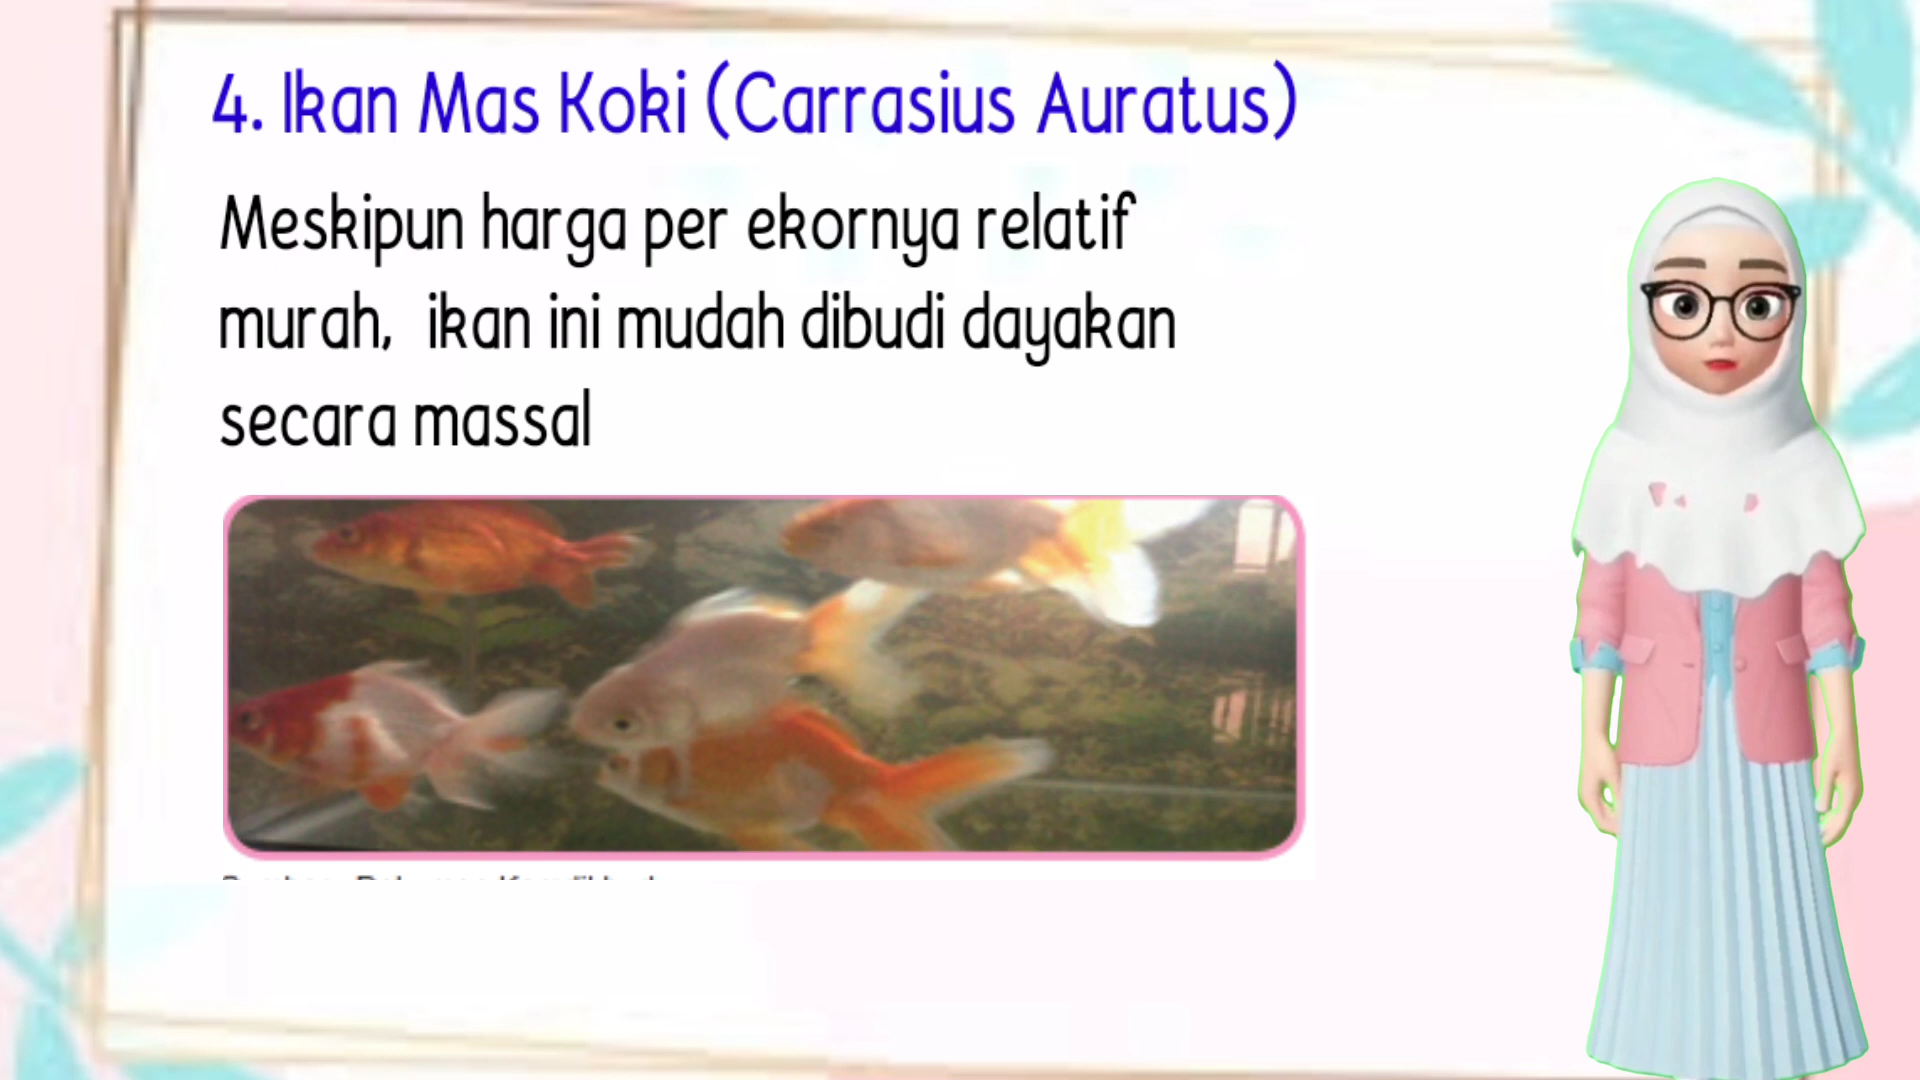 4. Ikan Mas Koki (Carrasius Auratus)
Meskipun harga per ekornya relatif
murah, ikan ini mudah dibudi dayakan
secara massal